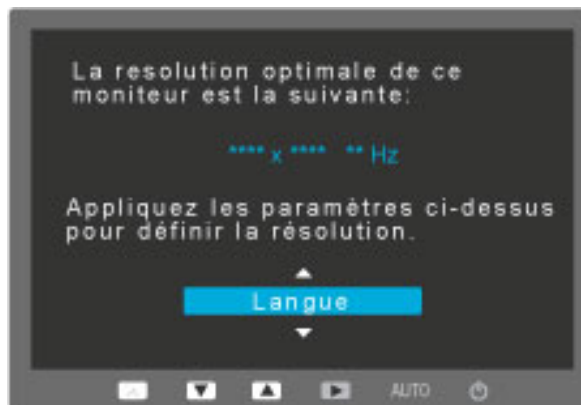 La resolution optimale de ce
moniteur est la suivante:
**** x **** ** Hz
Appliquez les paramètres ci-dessus
pour définir la résolution.
Langue
AUTO